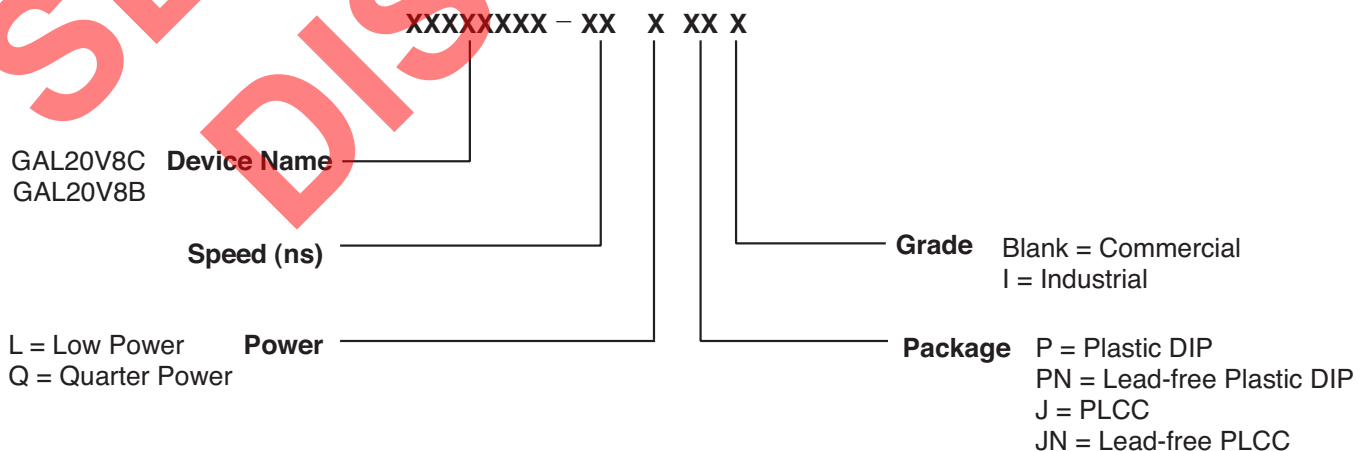 XXXXXXXX – XX X XX X
GAL20V8C Device Name
GAL20V8B
Speed (ns)
Grade Blank = Commercial
I = Industrial
L = Low Power Power
Q = Quarter Power
Package P = Plastic DIP
PN = Lead-free Plastic DIP
J = PLCC
JN = Lead-free PLCC
DIS